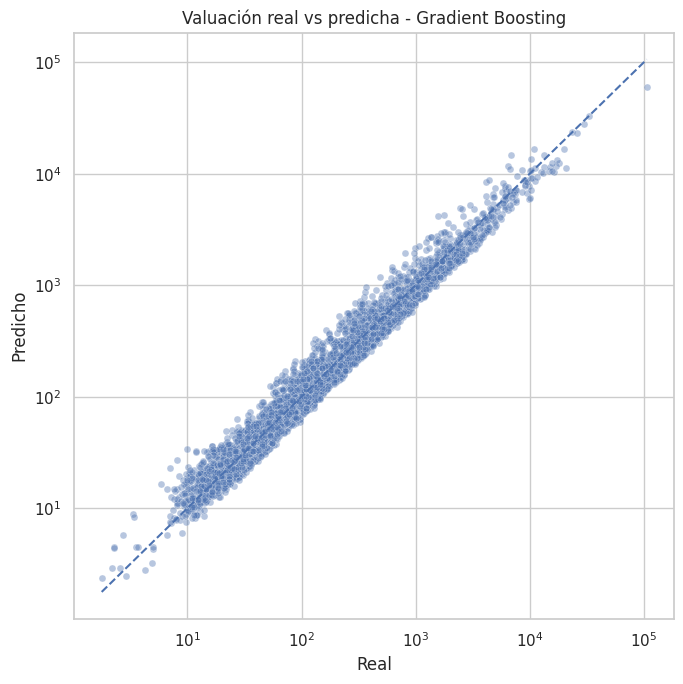 Valuación real vs predicha - Gradient Boosting
10⁵
10⁴
10³
10²
10¹
Predicho
10¹ 10² 10³ 10⁴ 10⁵
Real